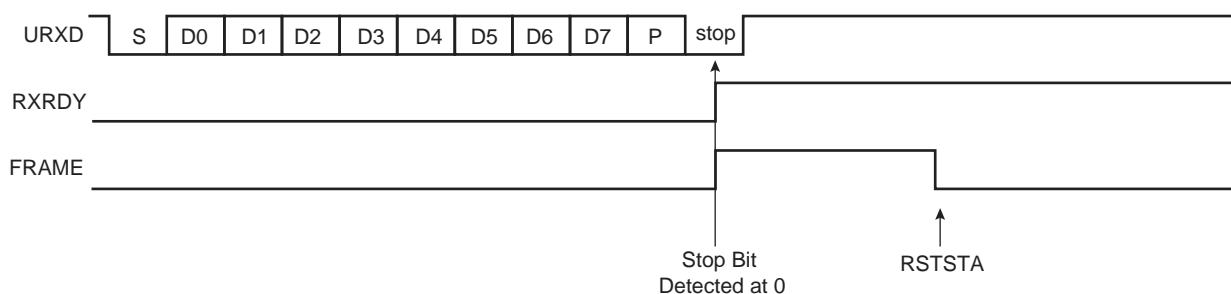 URXD S D0 D1 D2 D3 D4 D5 D6 D7 P stop
RXRDY
FRAME
Stop Bit
Detected at 0
RSTSTA